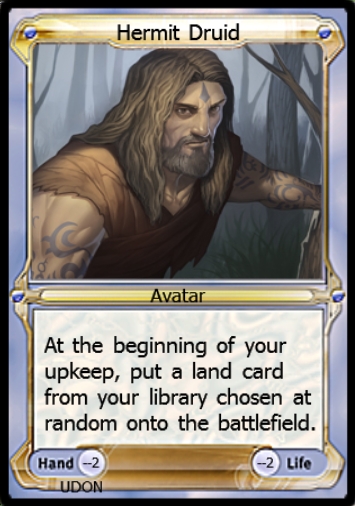 Hermit Druid
Avatar
At the beginning of your
upkeep, put a land card
from your library chosen at
random onto the battlefield.
Hand --2 --2 Life
UDON